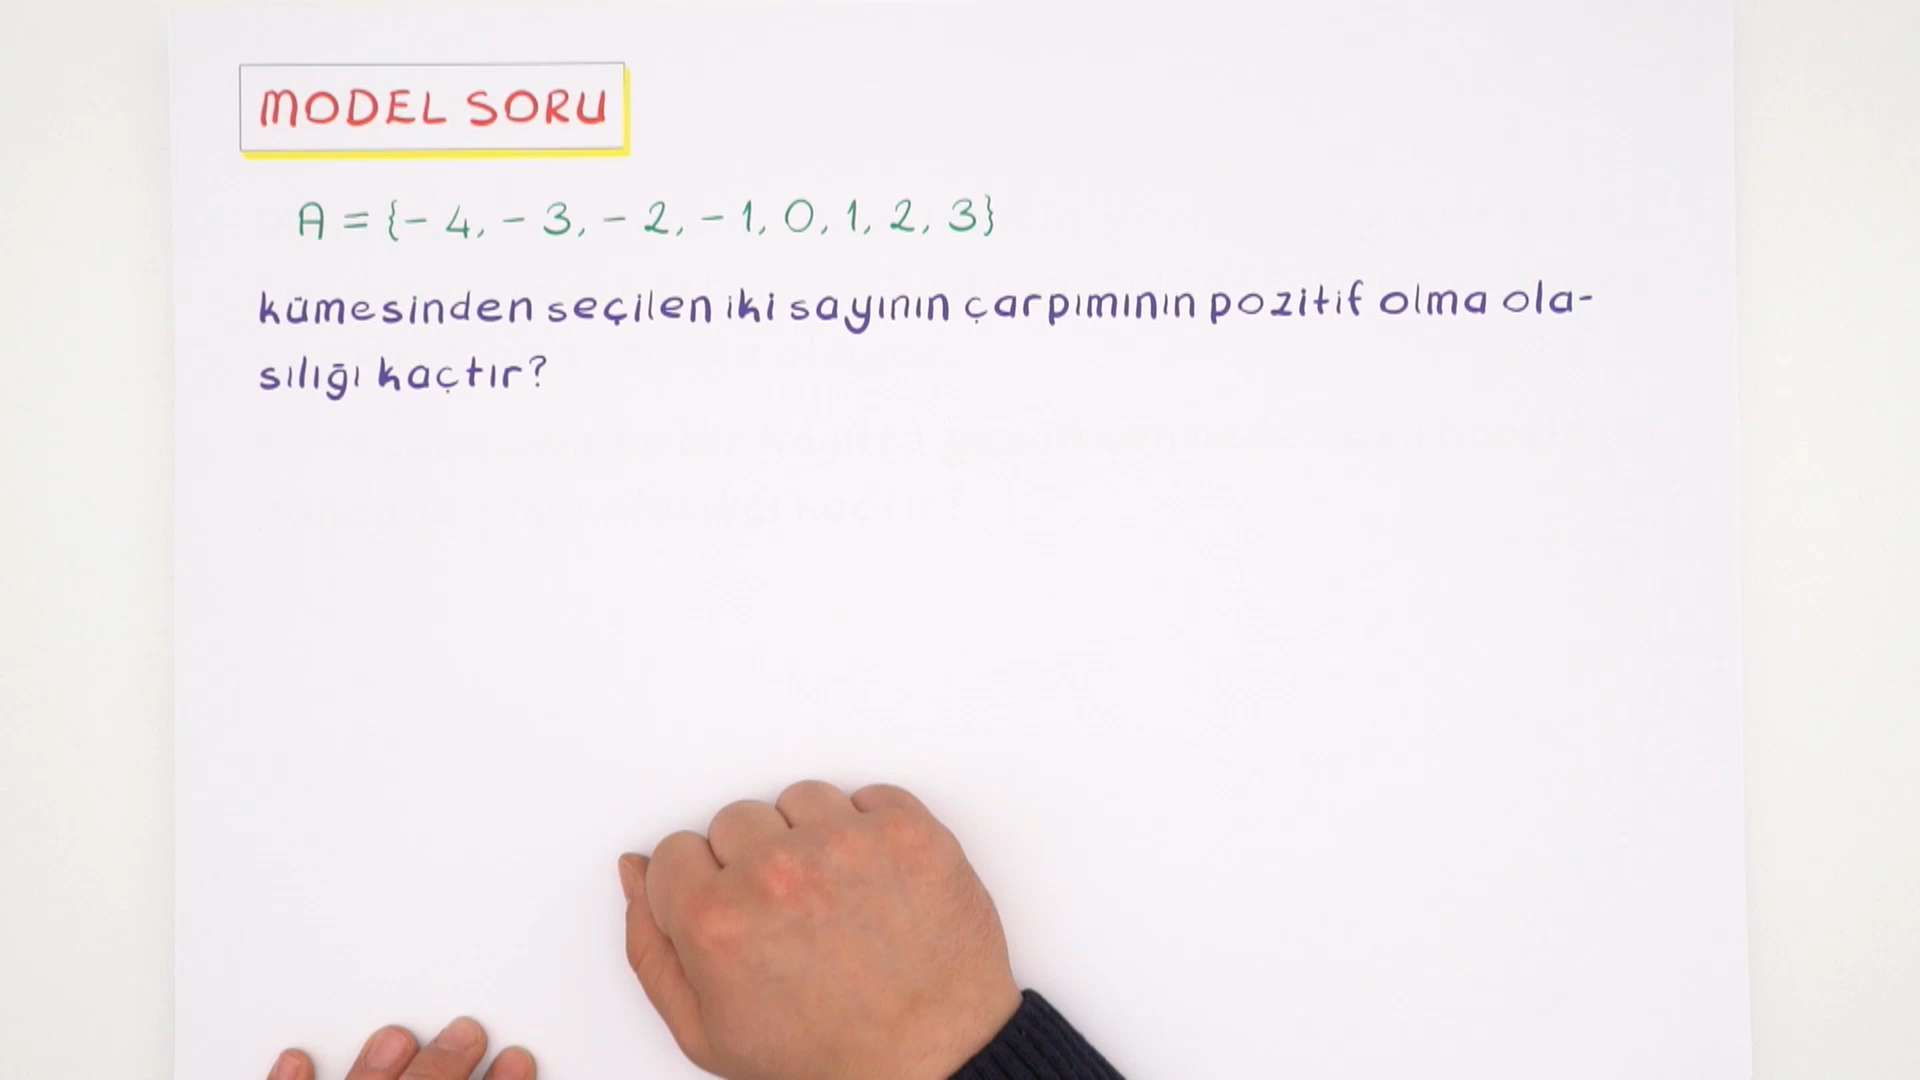 MODEL SORU
A = {- 4, - 3, - 2, - 1, 0, 1, 2, 3}
kümesinden seçilen iki sayının çarpımının pozitif olma ola-
sılığı kaçtır?